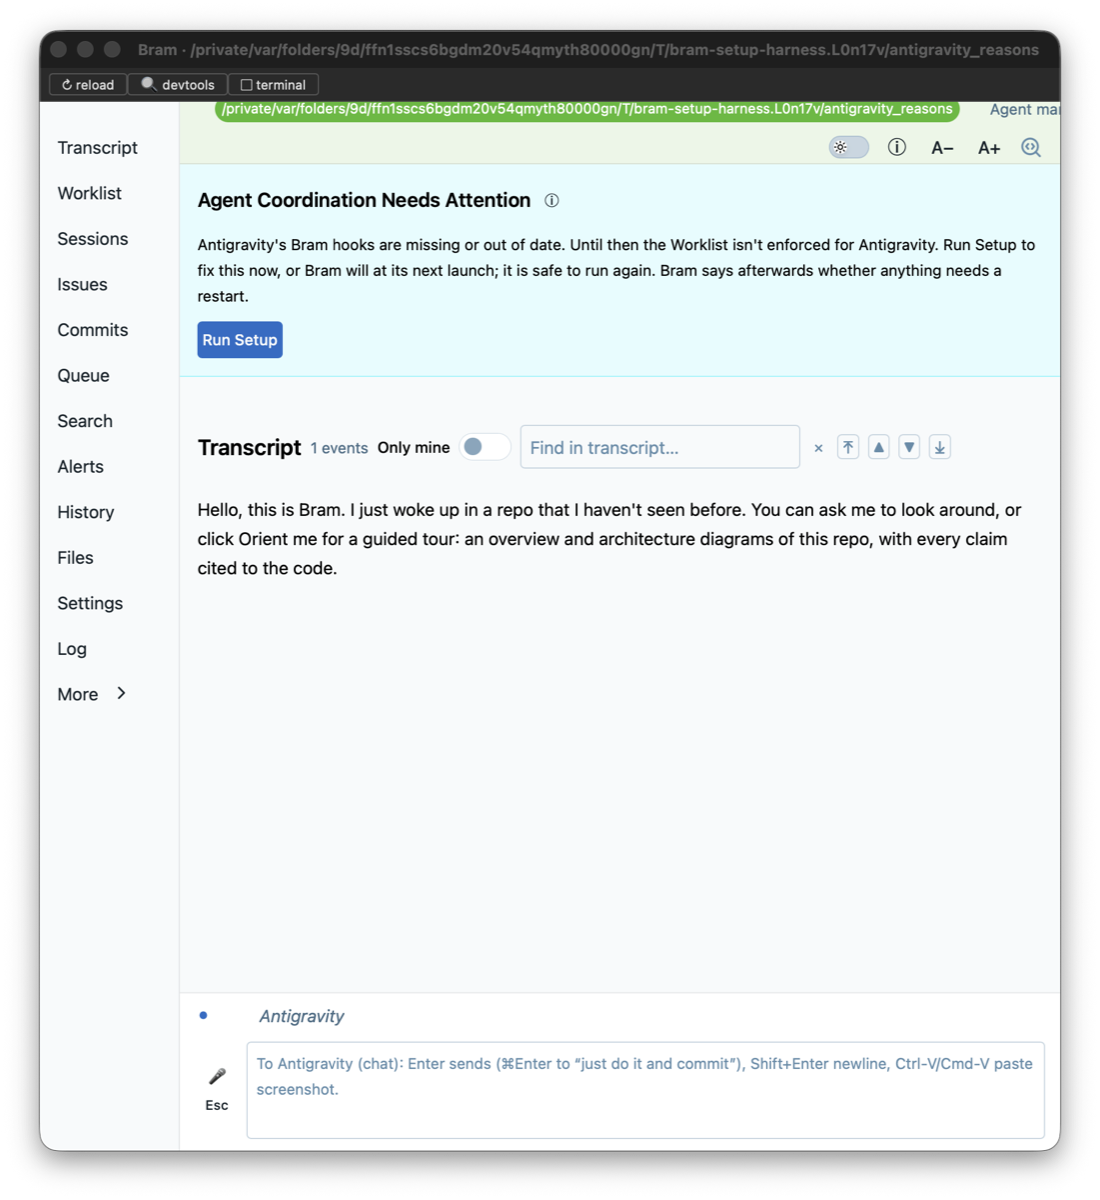 Bram · /private/var/folders/9d/ffn1sscs6bgdm20v54qmyth80000gn/T/bram-setup-harness.L0n17v/antigravity_reasons
reload devtools terminal
/private/var/folders/9d/ffn1sscs6bgdm20v54qmyth80000gn/T/bram-setup-harness.L0n17v/antigravity_reasons Agent
A− A+
Transcript
Worklist
Sessions
Issues
Commits
Queue
Search
Alerts
History
Files
Settings
Log
More
Agent Coordination Needs Attention
Antigravity's Bram hooks are missing or out of date. Until then the Worklist isn't enforced for Antigravity. Run Setup to
fix this now, or Bram will at its next launch; it is safe to run again. Bram says afterwards whether anything needs a
restart.
Run Setup
Transcript 1 events Only mine Find in transcript... ×
Hello, this is Bram. I just woke up in a repo that I haven't seen before. You can ask me to look around, or
click Orient me for a guided tour: an overview and architecture diagrams of this repo, with every claim
cited to the code.
Antigravity
To Antigravity (chat): Enter sends (⌘Enter to “just do it and commit”), Shift+Enter newline, Ctrl-V/Cmd-V paste
screenshot.
Esc